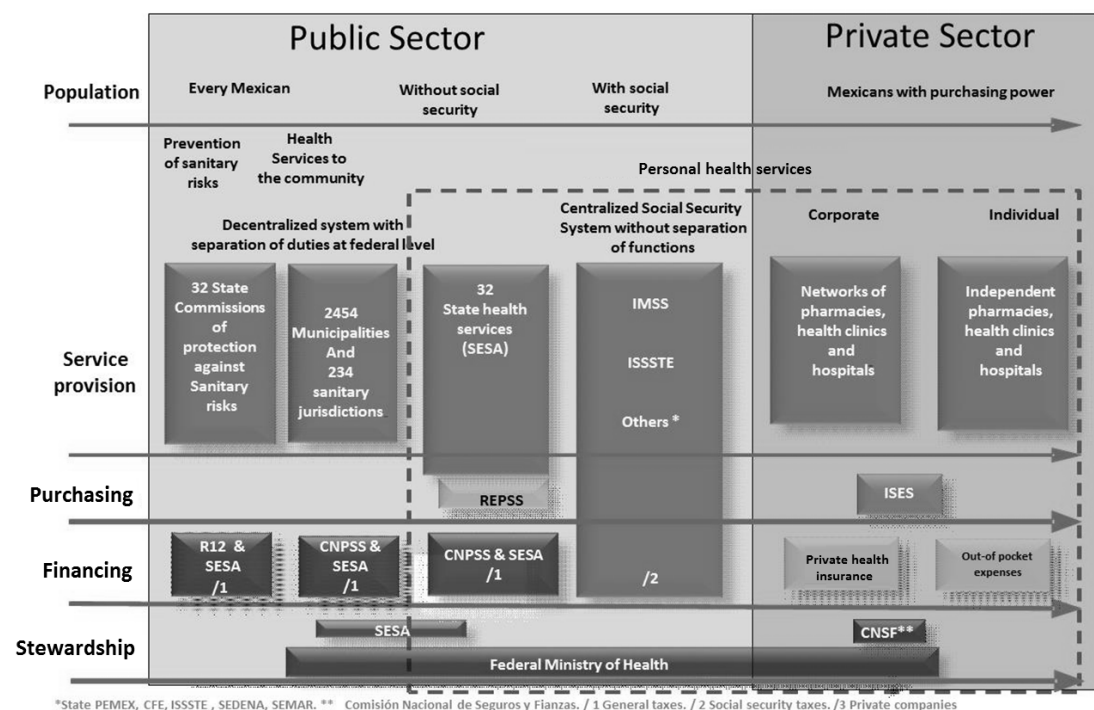 Public Sector
Private Sector
Population
Every Mexican
Without social
security
With social
security
Mexicans with purchasing power
Prevention
of sanitary
risks
Health
Services to
the community
Personal health services
Decentralized system with
separation of duties at federal level
Centralized Social Security
System without separation
of functions
Corporate
Individual
Service
provision
32 State
Commissions
of
protection
against
Sanitary
risks
2454
Municipalities
And
234
sanitary
jurisdictions
32
State health
services
(SESA)
IMSS
ISSSTE
Others *
Networks of
pharmacies,
health clinics
and
hospitals
Independent
pharmacies,
health clinics
and
hospitals
Purchasing
REPSS
ISES
Financing
R12 &
SESA
/1
CNPSS &
SESA
/1
CNPSS & SESA
/1
/2
Private health
insurance
Out-of pocket
expenses
Stewardship
SESA
CNSF**
Federal Ministry of Health
*State PEMEX, CFE, ISSSTE , SEDENA, SEMAR. ** Comisión Nacional de Seguros y Fianzas. / 1 General taxes. / 2 Social security taxes. /3 Private companies